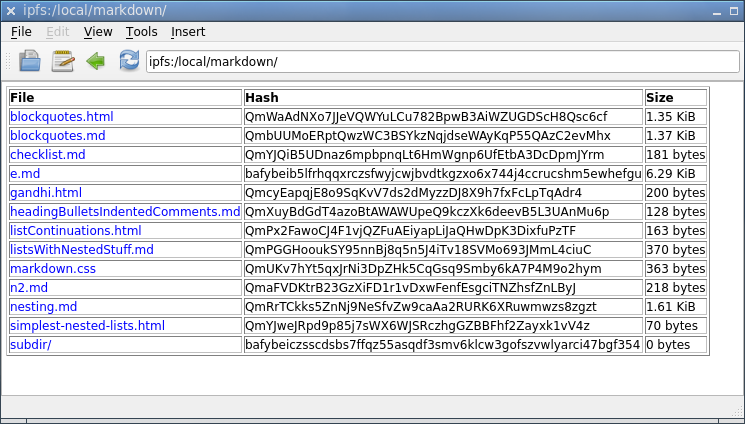 ipfs:/local/markdown/
File Edit View Tools Insert
ipfs:/local/markdown/
File Hash Size
blockquotes.html QmWaAdNXo7JJeVQWYuLCu782BpwB3AiWZUGDScH8Qsc6cf 1.35 KiB
blockquotes.md QmbUUMoERptQwzWC3BSYkzNqjdseWAyKqP55QAzC2evMhx 1.37 KiB
checklist.md QmYJQiB5UDnaz6mpbpnqLt6HmWgnp6UfEtbA3DcDpmJYrm 181 bytes
e.md bafybeib5lfrhqqxrczsfwyjcwjbvdtkgzxo6x744j4ccrucshm5ewhefgu 6.29 KiB
gandhi.html QmcyEapqjE8o9SqKvV7ds2dMyzzDJ8X9h7fxFcLpTqAdr4 200 bytes
headingBulletsIndentedComments.md QmXuyBdGdT4azoBtAWAWUpeQ9kczXk6deevB5L3UAnMu6p 128 bytes
listContinuations.html QmPx2FawoCJ4F1vjQZFuAEiyapLiJaQHwDpK3DixfuPzTF 163 bytes
listsWithNestedStuff.md QmPGGHooukSY95nnBj8q5n5J4iTv18SVMo693JMmL4ciuC 370 bytes
markdown.css QmUKv7hYt5qxJrNi3DpZHk5CqGsq9Smby6kA7P4M9o2hym 363 bytes
n2.md QmaFVDKtrB23GzXiFD1r1vDxwFenfEsgciTNZhsfZnLByJ 218 bytes
nesting.md QmRrTCkks5ZnNj9NeSfvZw9caAa2RURK6XRuwmwzs8zgzt 1.61 KiB
simplest-nested-lists.html QmYJweJRpd9p85j7sWX6WJSRczhgGZBBFhf2Zayxk1vV4z 70 bytes
subdir/ bafybeiczsscdsbs7ffqz55asqdf3smv6klcw3gofszvwlyarci47bgf354 0 bytes